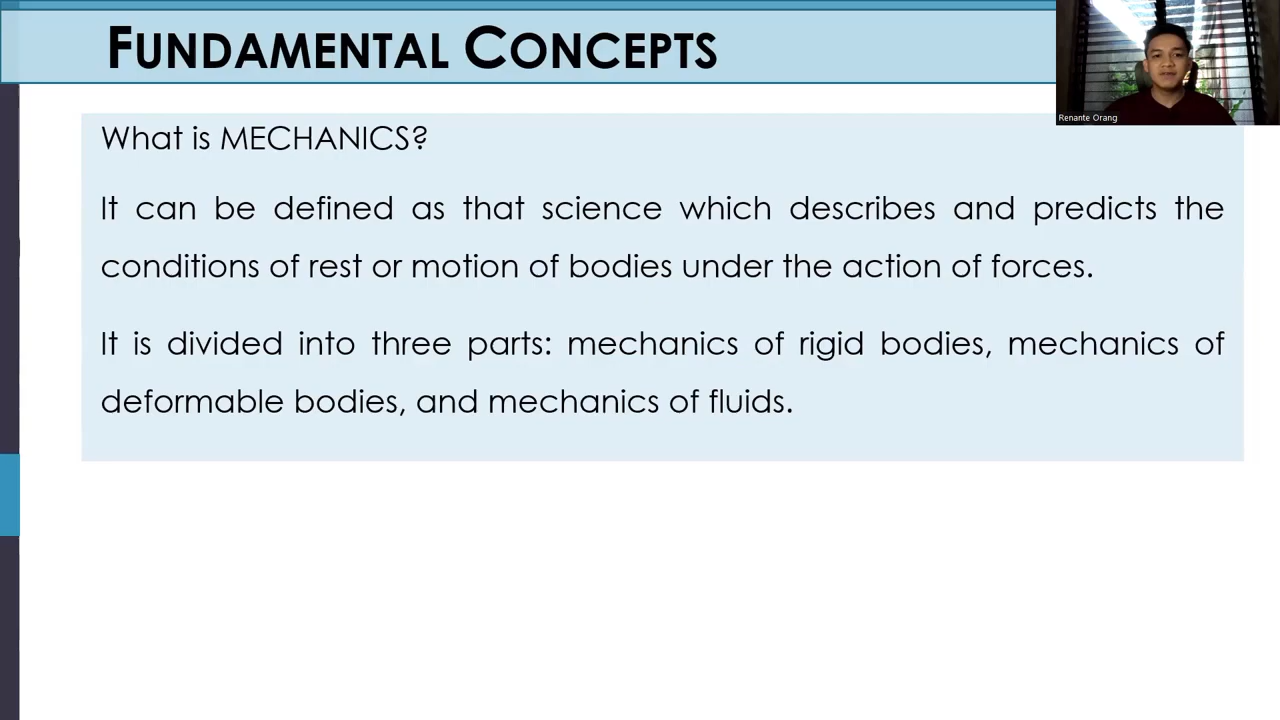 FUNDAMENTAL CONCEPTS
Renante Orang
What is MECHANICS?
It can be defined as that science which describes and predicts the
conditions of rest or motion of bodies under the action of forces.
It is divided into three parts: mechanics of rigid bodies, mechanics of
deformable bodies, and mechanics of fluids.